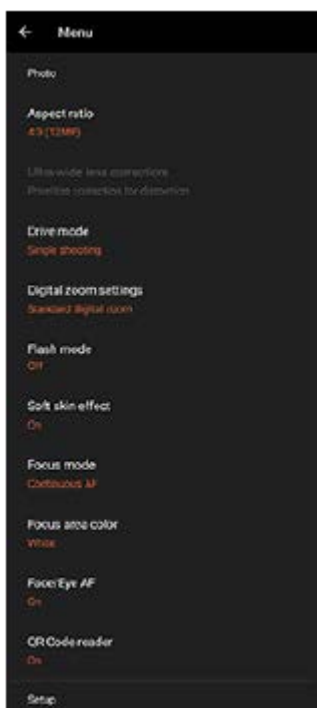 Menu
Photo
Aspect ratio
4:3 (12MP)
Ultra-wide lens corrections
Prioritize correction for distortion
Drive mode
Single shooting
Digital zoom settings
Standard digital zoom
Flash mode
Off
Soft skin effect
On
Focus mode
Continuous AF
Focus area color
White
Face/Eye AF
On
QR Code reader
On
Setup